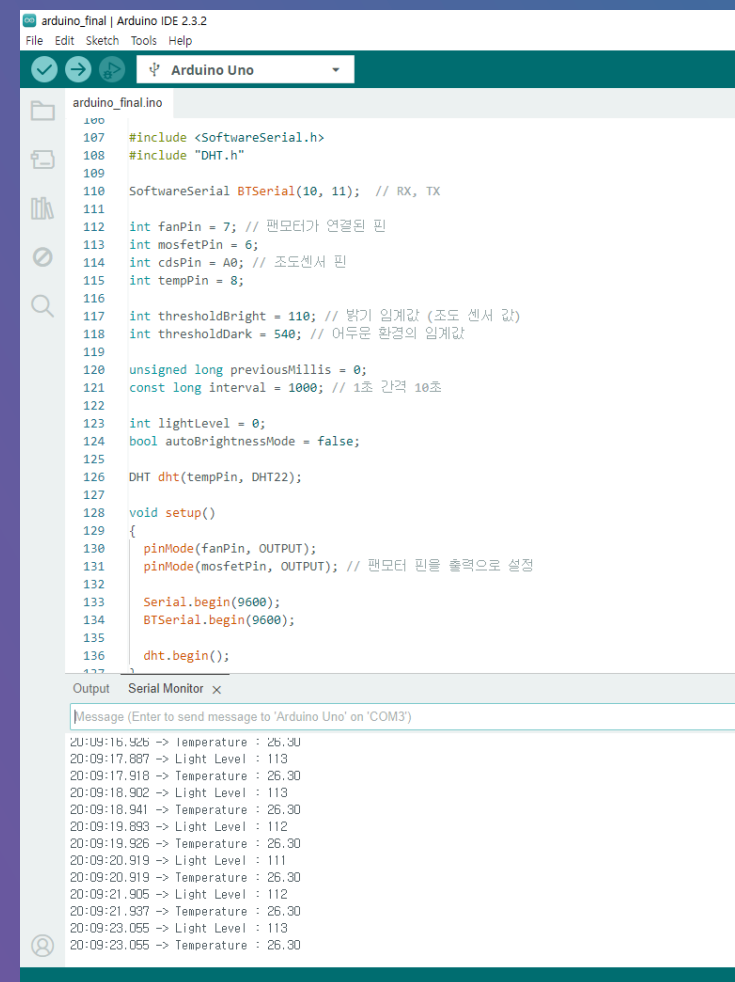 arduino_final | Arduino IDE 2.3.2
File Edit Sketch Tools Help
Arduino Uno
arduino_final.ino
106
107 #include <SoftwareSerial.h>
108 #include "DHT.h"
109
110 SoftwareSerial BTSerial(10, 11); // RX, TX
111
112 int fanPin = 7; // 팬모터가 연결된 핀
113 int mosfetPin = 6;
114 int cdsPin = A0; // 조도센서 핀
115 int tempPin = 8;
116
117 int thresholdBright = 110; // 밝기 임계값 (조도 센서 값)
118 int thresholdDark = 540; // 어두운 환경의 임계값
119
120 unsigned long previousMillis = 0;
121 const long interval = 1000; // 1초 간격 10초
122
123 int lightLevel = 0;
124 bool autoBrightnessMode = false;
125
126 DHT dht(tempPin, DHT22);
127
128 void setup()
129 {
130 pinMode(fanPin, OUTPUT);
131 pinMode(mosfetPin, OUTPUT); // 팬모터 핀을 출력으로 설정
132
133 Serial.begin(9600);
134 BTSerial.begin(9600);
135
136 dht.begin();
137 }
Output Serial Monitor
Message (Enter to send message to 'Arduino Uno' on 'COM3')
20:09:16.926 -> Temperature : 26.30
20:09:17.887 -> Light Level : 113
20:09:17.918 -> Temperature : 26.30
20:09:18.902 -> Light Level : 113
20:09:18.941 -> Temperature : 26.30
20:09:19.893 -> Light Level : 112
20:09:19.926 -> Temperature : 26.30
20:09:20.919 -> Light Level : 111
20:09:20.919 -> Temperature : 26.30
20:09:21.905 -> Light Level : 112
20:09:21.937 -> Temperature : 26.30
20:09:23.055 -> Light Level : 113
20:09:23.055 -> Temperature : 26.30